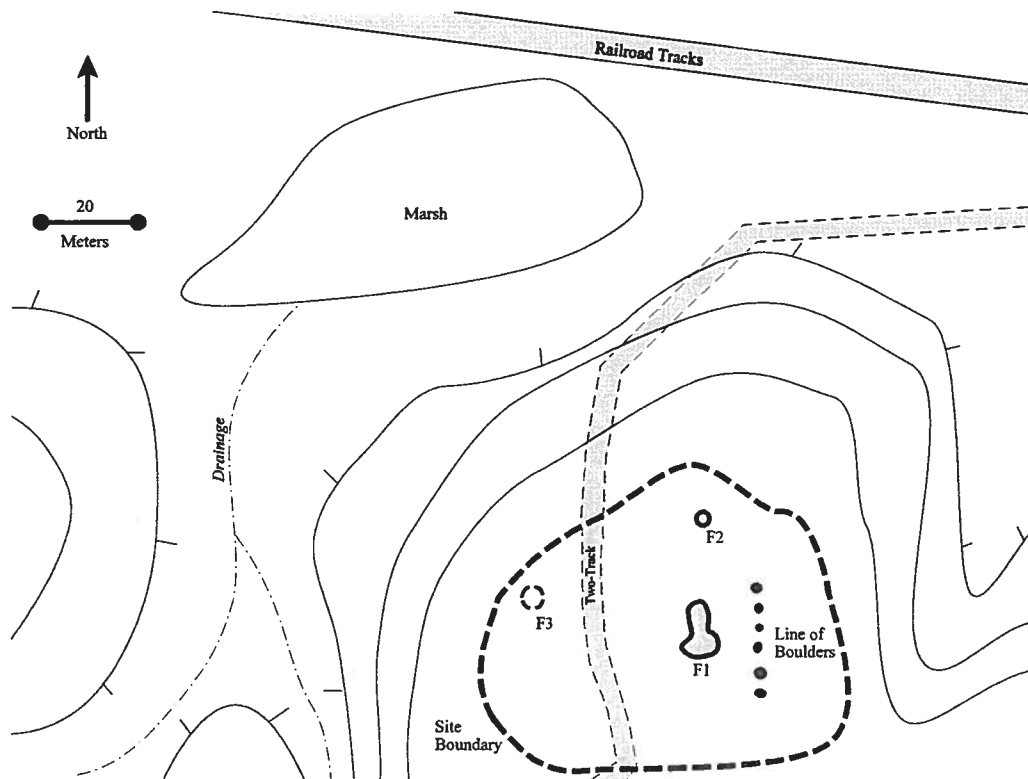 Railroad Tracks
North
20
Meters
Marsh
Drainage
Two-Track
F2
F3
F1
Line of
Boulders
Site
Boundary